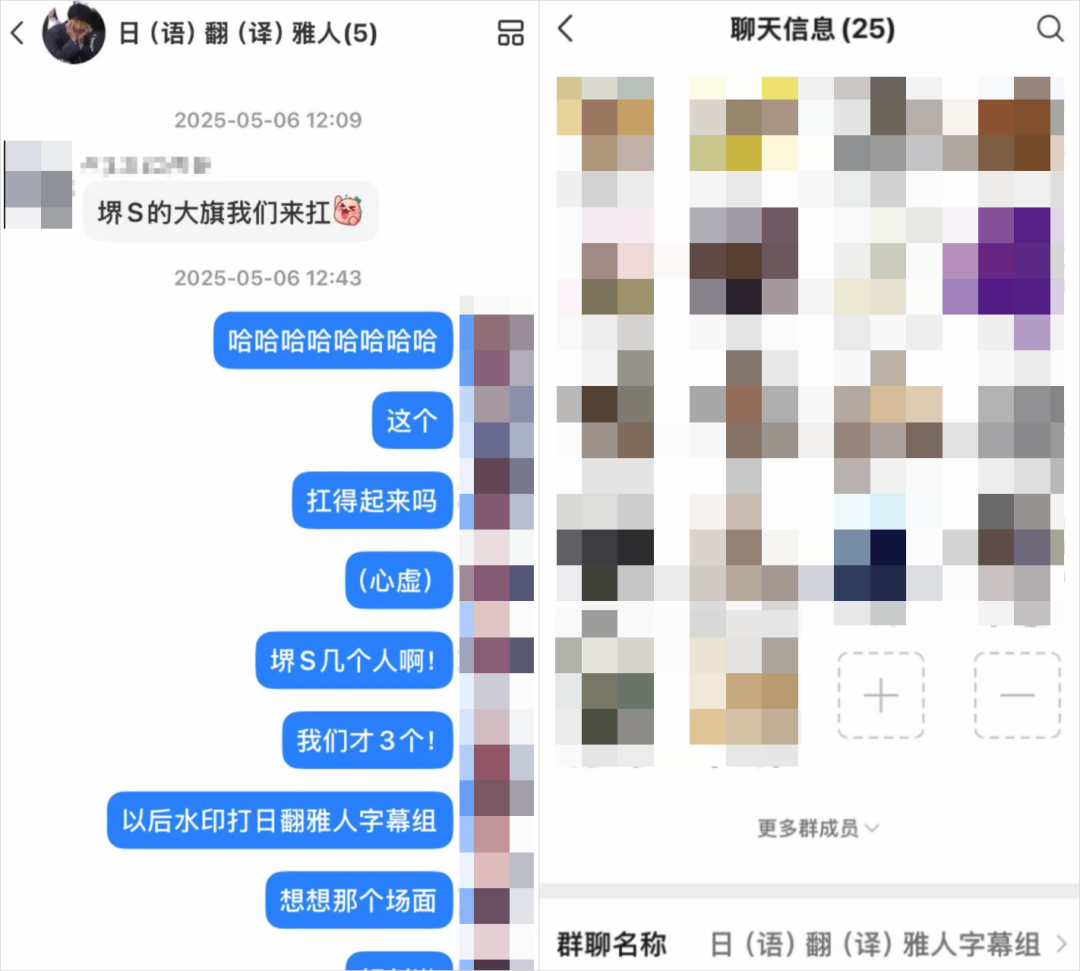 日（语）翻（译）雅人(5)
2025-05-06 12:09
堺S的大旗我们来扛
2025-05-06 12:43
哈哈哈哈哈哈哈哈
这个
扛得起来吗
（心虚）
堺S几个人啊！
我们才3个！
以后水印打日翻雅人字幕组
想想那个场面
聊天信息(25)
更多群成员
群聊名称
日（语）翻（译）雅人字幕组